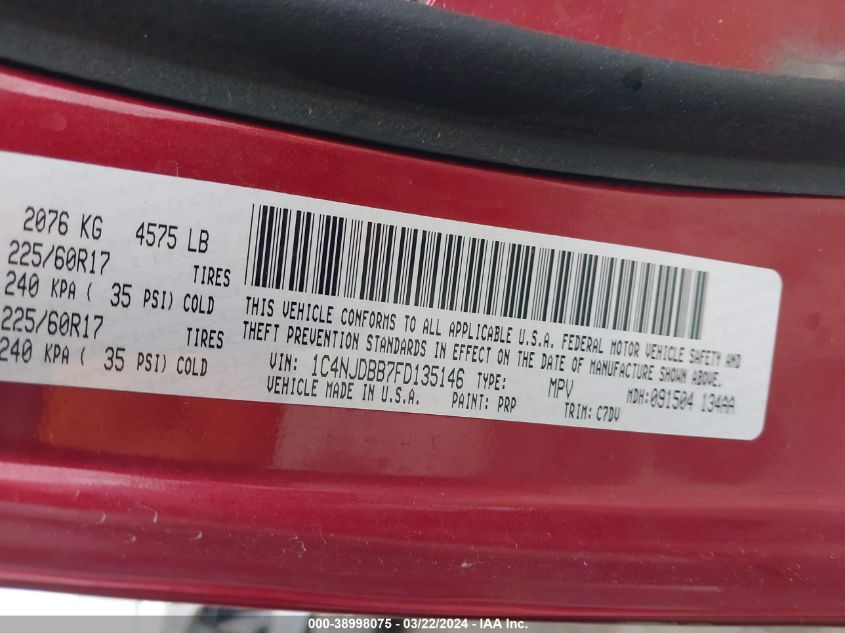 2076 KG 4575 LB
225/60R17 TIRES
240 KPA ( 35 PSI) COLD
225/60R17 TIRES
240 KPA ( 35 PSI) COLD
THIS VEHICLE CONFORMS TO ALL APPLICABLE U.S.A. FEDERAL MOTOR VEHICLE SAFETY AND
THEFT PREVENTION STANDARDS IN EFFECT ON THE DATE OF MANUFACTURE SHOWN ABOVE.
VIN: 1C4NJDBB7FD135146 TYPE: MPV MDH:091504 134AA
VEHICLE MADE IN U.S.A. PAINT: PRP TRIM: C7DV
000-38998075 - 03/22/2024 - IAA Inc.